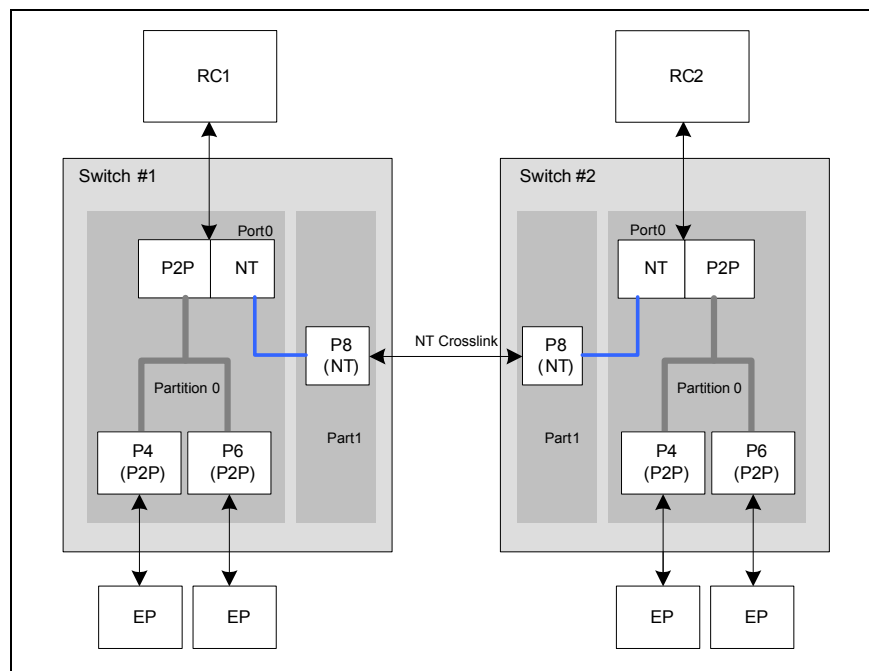 RC1
RC2
Switch #1
Switch #2
Port0
P2P
NT
Port0
NT
P2P
P8
(NT)
NT Crosslink
P8
(NT)
Partition 0
Part1
Part1
Partition 0
P4
(P2P)
P6
(P2P)
P4
(P2P)
P6
(P2P)
EP
EP
EP
EP